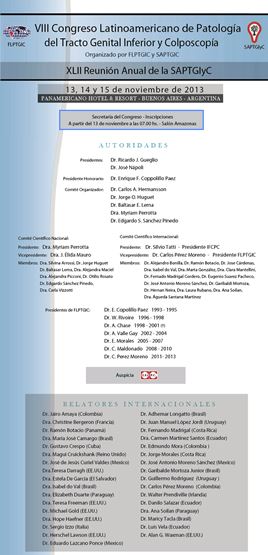 FLPTGIC
VIII Congreso Latinoamericano de Patología
del Tracto Genital Inferior y Colposcopía
Organizado por FLPTGIC y SAPTGIC
SAPTGIyC
XLII Reunión Anual de la SAPTGIyC
13, 14 y 15 de noviembre de 2013
PANAMERICANO HOTEL & RESORT - BUENOS AIRES - ARGENTINA
Secretaría del Congreso - Inscripciones
A partir del 13 de noviembre a las 07.00 hs. - Salón Amazonas
AUTORIDADES
Presidentes: Dr. Ricardo J. Gueglio
Dr. José Napoli
Presidente Honorario: Dr. Enrique F. Coppolillo Paez
Comité Organizador: Dr. Carlos A. Hermansson
Dr. Jorge O. Huguet
Dr. Baltasar E. Lema
Dra. Myriam Perrotta
Dr. Edgardo S. Sánchez Pinedo
Comité Científico Nacional:
Presidente: Dra. Myriam Perrotta
Vicepresidente: Dra. J. Elida Mauro
Miembros: Dra. Silvina Arrossi, Dr. Jorge Huguet
Dr. Baltasar Lema, Dra. Alejandra Maciel
Dra. Alejandra Picconi, Dr. Otilio Rosato
Dr. Edgardo Sánchez Pinedo,
Dra. Carla Vizzotti
Comité Científico Internacional:
Presidente: Dr. Silvio Tatti - Presidente IFCPC
Vicepresidente: Dr. Carlos Pérez Moreno - Presidente FLPTGIC
Miembros: Dr. Alejandro Bonilla, Dr. Ramón Botacio, Dr. Jose Cárdenas,
Dra. Isabel do Val, Dra. Marta González, Dra. Clara Mantellini,
Dr. Fernado Madrigal Cordero, Dr. Eugenio Suárez Pacheco,
Dr. José Antonio Moreno Sánchez, Dr. Garibaldi Mortoza,
Dr. Hernan Neira, Dra. Laura Rubano, Dra. Ana Soilan,
Dra. Águeda Santana Martinez
Presidentes de FLPTGIC:
Dr. E. Copolillo Paez 1993 - 1995
Dr. W. Rivoire 1996 - 1998
Dr. A. Chase 1998 - 2001
Dr. A. Valle Gay 2002 - 2004
Dr. E. Morales 2005 - 2007
Dr. C. Maldonado 2008 - 2010
Dr. C. Perez Moreno 2011 - 2013
Auspicia
RELATORES INTERNACIONALES
Dr. Jairo Amaya (Colombia)
Dra. Christine Bergeron (Francia)
Dr. Ramón Botacio (Panamá)
Dra. María José Camargo (Brasil)
Dr. Gustavo Crespo (Cuba)
Dra. Magui Cruickshank (Reino Unido)
Dr. José de Jesús Curiel Valdes (Mexico)
Dra. Teresa Darragh (EE.UU.)
Dra. Estela De García (El Salvador)
Dra. Isabel do Val (Brasil)
Dra. Elizabeth Duarte (Paraguay)
Dra. Teresa Freeman (EE.UU.)
Dr. Michael Gold (EE.UU.)
Dra. Hope Haefner (EE.UU.)
Dr. Sergio Izzo (Italia)
Dr. Herschel Lawson (EE.UU.)
Dr. Eduardo Lazcano Ponce (Mexico)
Dr. Adhemar Longatto (Brasil)
Dr. Juan Manuel López Jordi (Uruguay)
Dr. Fernando Madrigal (Costa Rica)
Dra. Carmen Martinez Santos (Ecuador)
Dr. Edmundo Mora (Colombia)
Dr. Jorge Morales (Costa Rica)
Dr. José Antonio Moreno Sánchez (Mexico)
Dr. Garibalde Mortoza Junior (Brasil)
Dr. Guillermo Rodriguez (Uruguay)
Dr. Carlos Pérez Moreno (Colombia)
Dr. Walter Prendiville (Irlanda)
Dr. Danilo Salazar (Ecuador)
Dra. Ana Soilan (Paraguay)
Dr. Maricy Tacla (Brasil)
Dr. Luis Vela (Ecuador)
Dr. Alan G. Waxman (EE.UU.)